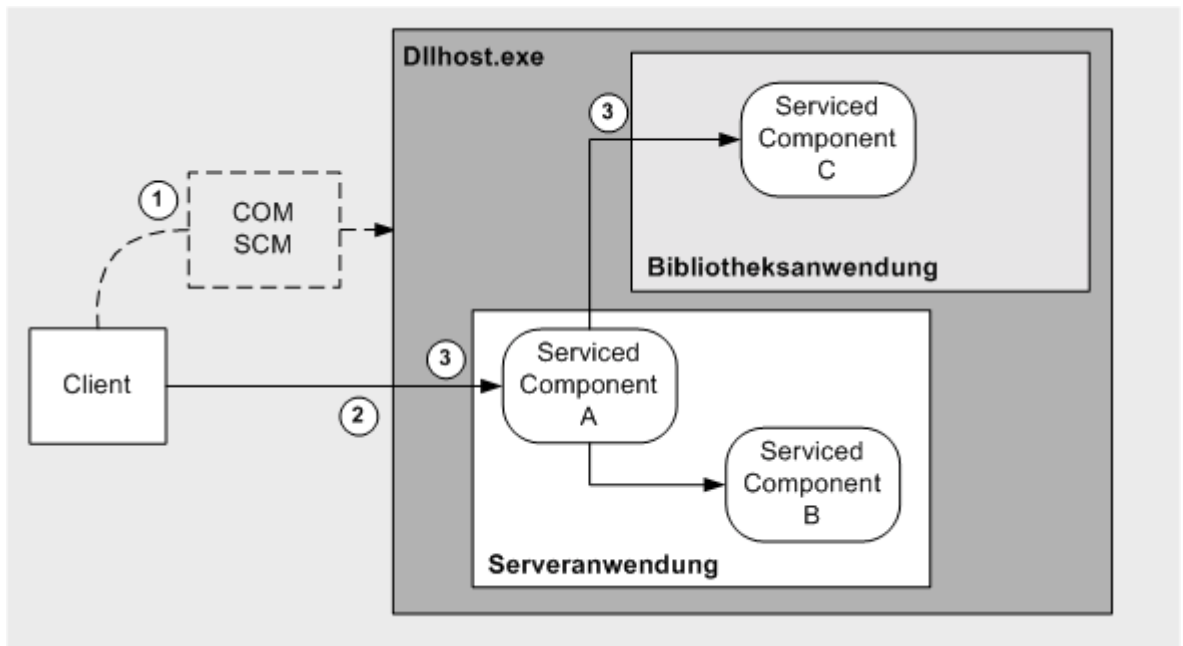 Dllhost.exe
Serviced
Component
C
3
1
COM
SCM
Bibliotheksanwendung
Client
3
2
Serviced
Component
A
Serviced
Component
B
Serveranwendung